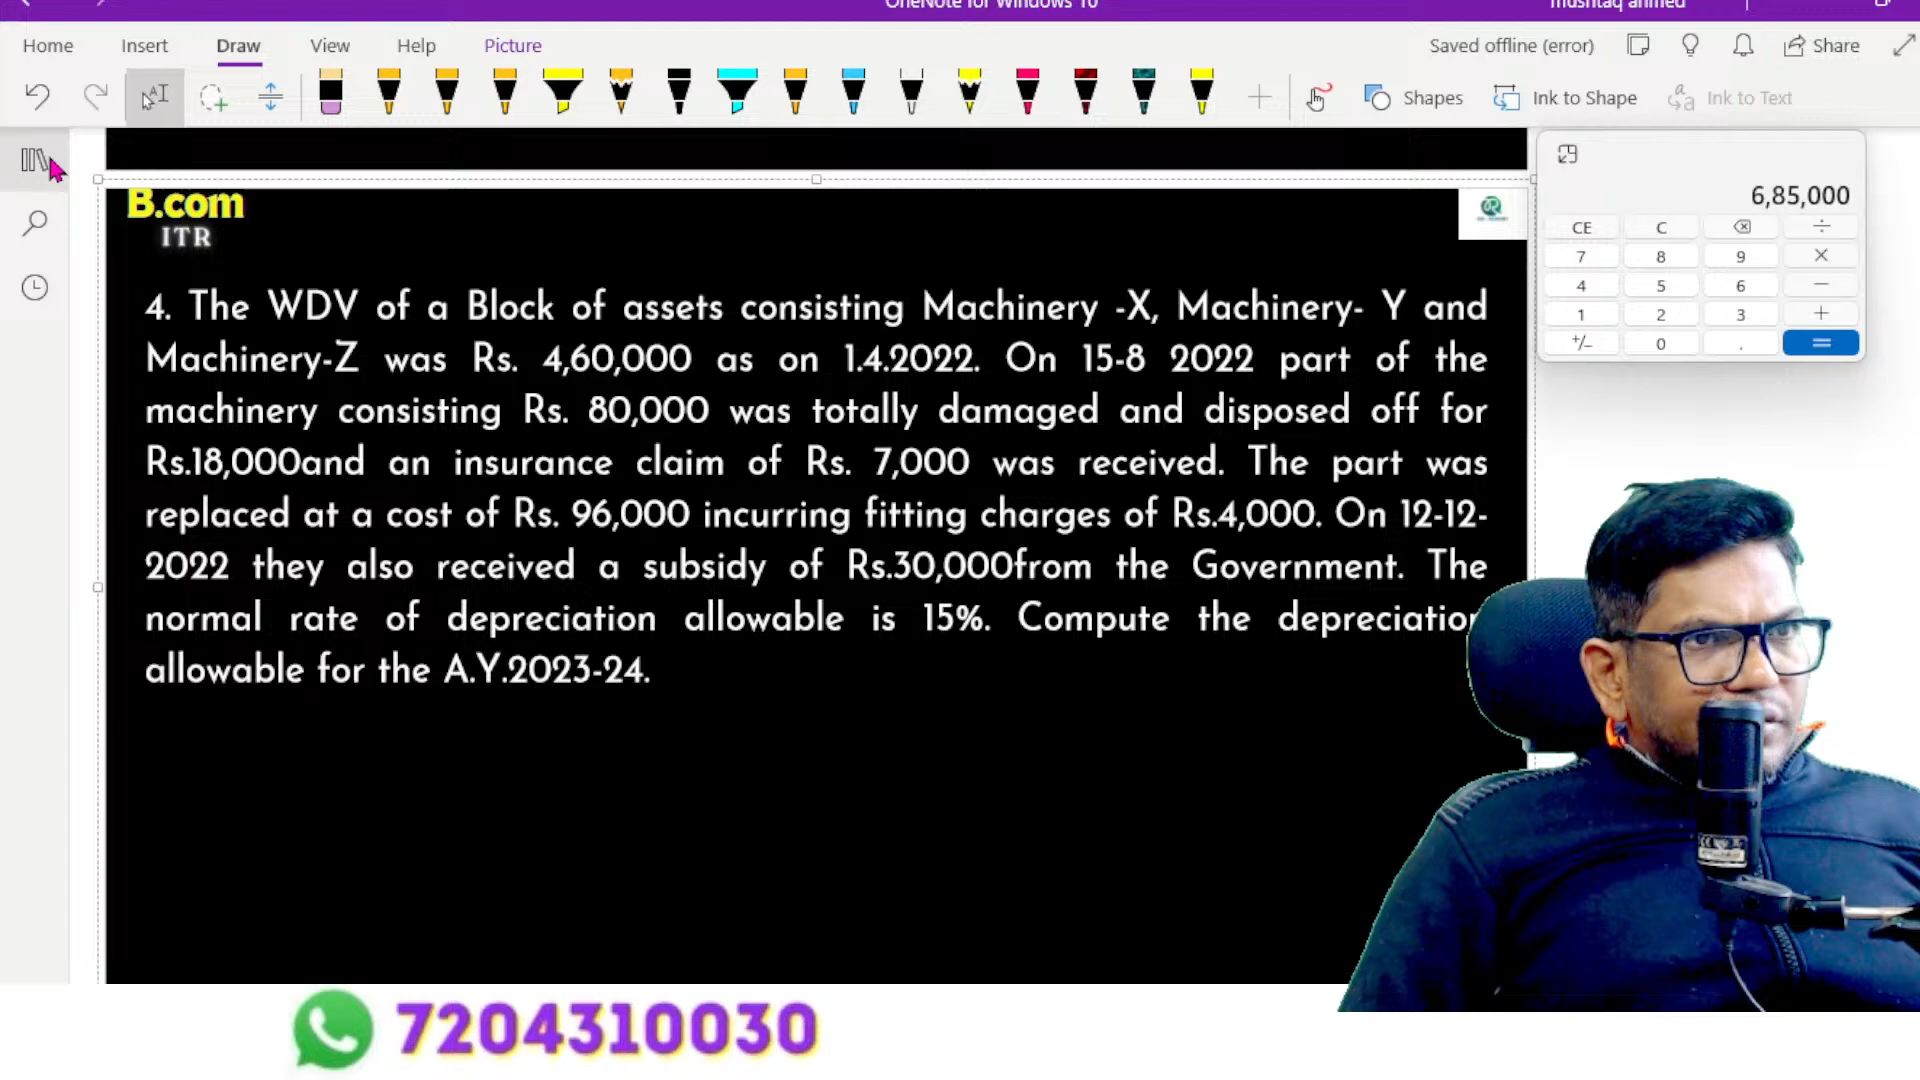 OneNote for Windows 10
mushtaq ahmed
Home
Insert
Draw
View
Help
Picture
Saved offline (error)
Share
Shapes
Ink to Shape
Ink to Text
B.com
ITR
4. The WDV of a Block of assets consisting Machinery -X, Machinery- Y and
Machinery-Z was Rs. 4,60,000 as on 1.4.2022. On 15-8 2022 part of the
machinery consisting Rs. 80,000 was totally damaged and disposed off for
Rs.18,000and an insurance claim of Rs. 7,000 was received. The part was
replaced at a cost of Rs. 96,000 incurring fitting charges of Rs.4,000. On 12-12-
2022 they also received a subsidy of Rs.30,000from the Government. The
normal rate of depreciation allowable is 15%. Compute the depreciation
allowable for the A.Y.2023-24.
6,85,000
CE C ÷
7 8 9 ×
4 5 6 −
1 2 3 +
+/− 0 . =
7204310030